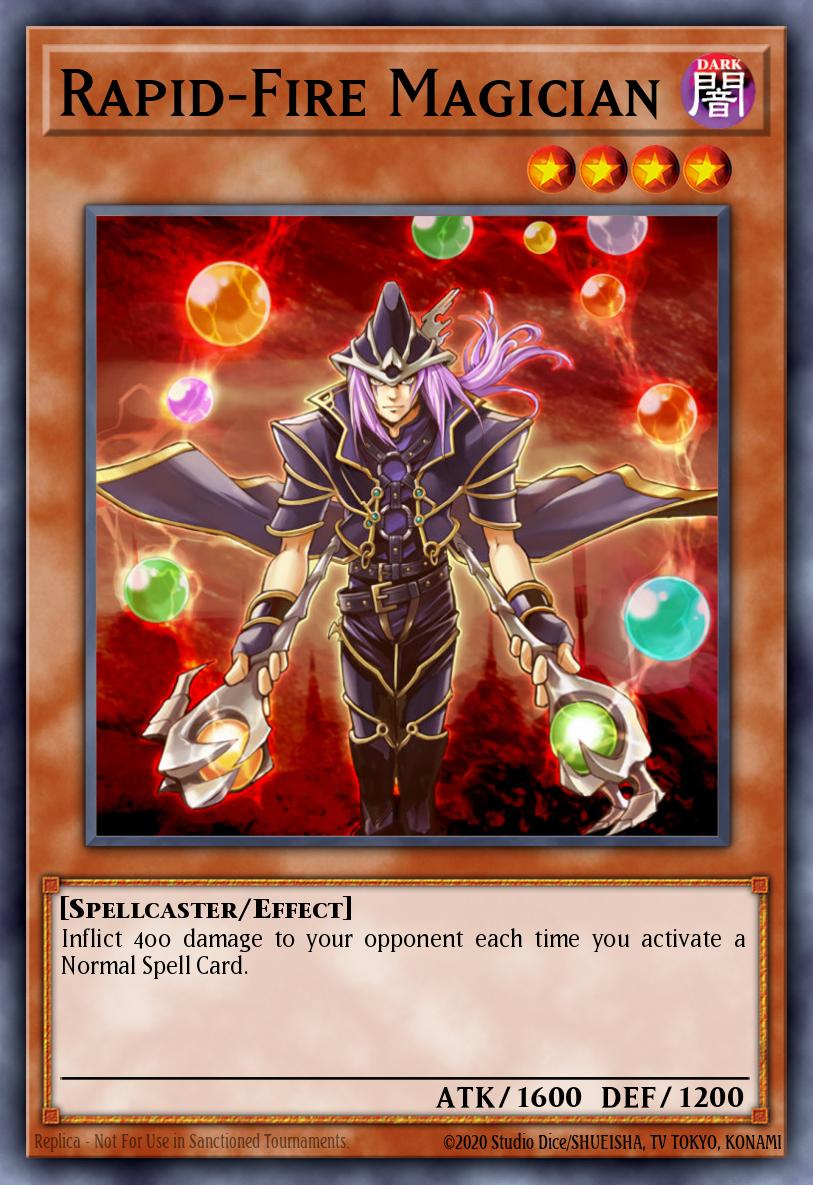 Rapid-Fire Magician
DARK
闇
[Spellcaster/Effect]
Inflict 400 damage to your opponent each time you activate a
Normal Spell Card.
ATK/1600 DEF/1200
Replica - Not For Use in Sanctioned Tournaments.
©2020 Studio Dice/SHUEISHA, TV TOKYO, KONAMI